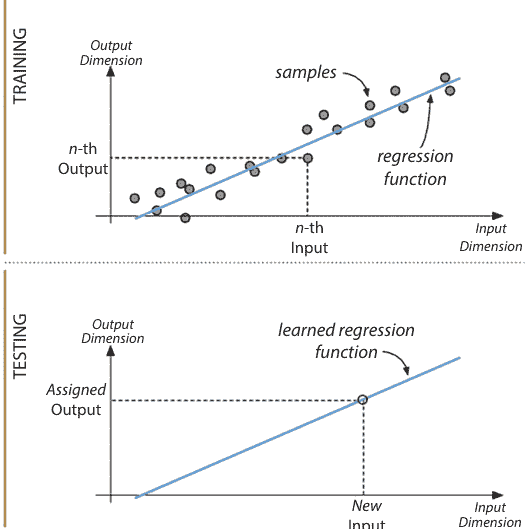 TRAINING
Output
Dimension
samples
n-th
Output
regression
function
n-th
Input
Input
Dimension
TESTING
Output
Dimension
learned regression
function
Assigned
Output
New
Input
Input
Dimension